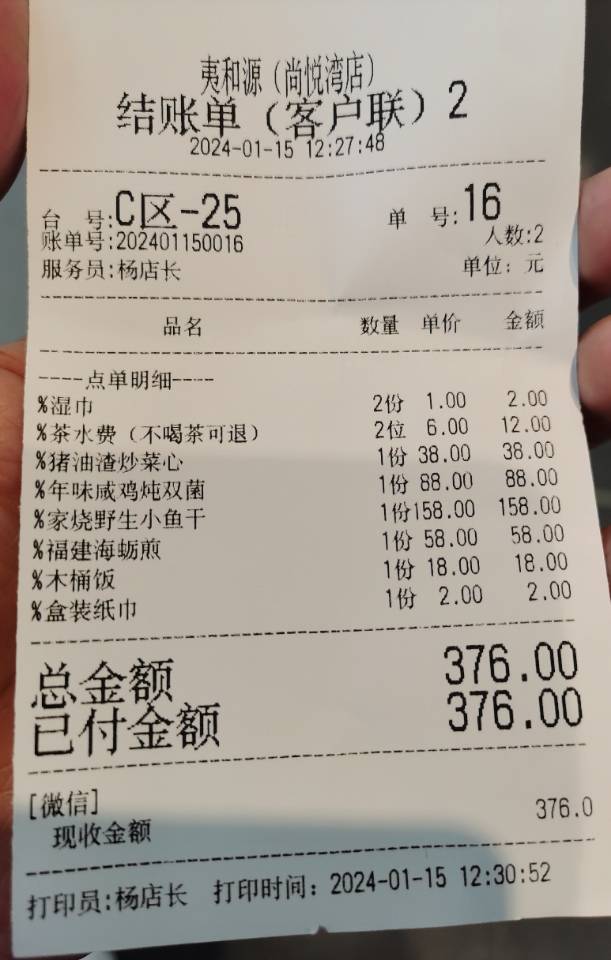 夷和源（尚悦湾店）
结账单（客户联）2
2024-01-15 12:27:48
台 号:C区-25 单 号:16
账单号:202401150016 人数:2
服务员:杨店长 单位：元
品名 数量 单价 金额
----点单明细----
%湿巾 2份 1.00 2.00
%茶水费（不喝茶可退） 2位 6.00 12.00
%猪油渣炒菜心 1份 38.00 38.00
%年味咸鸡炖双菌 1份 88.00 88.00
%家烧野生小鱼干 1份158.00 158.00
%福建海蛎煎 1份 58.00 58.00
%木桶饭 1份 18.00 18.00
%盒装纸巾 1份 2.00 2.00
总金额 376.00
已付金额 376.00
[微信] 376.0
现收金额
打印员:杨店长 打印时间：2024-01-15 12:30:52